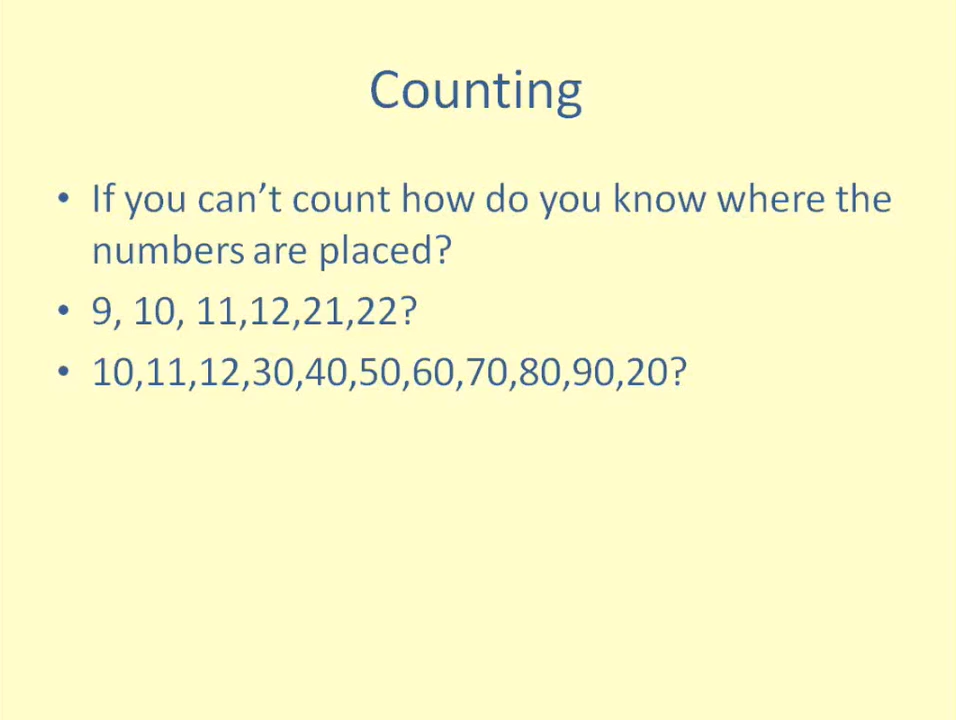 Counting
• If you can’t count how do you know where the
numbers are placed?
• 9, 10, 11,12,21,22?
• 10,11,12,30,40,50,60,70,80,90,20?